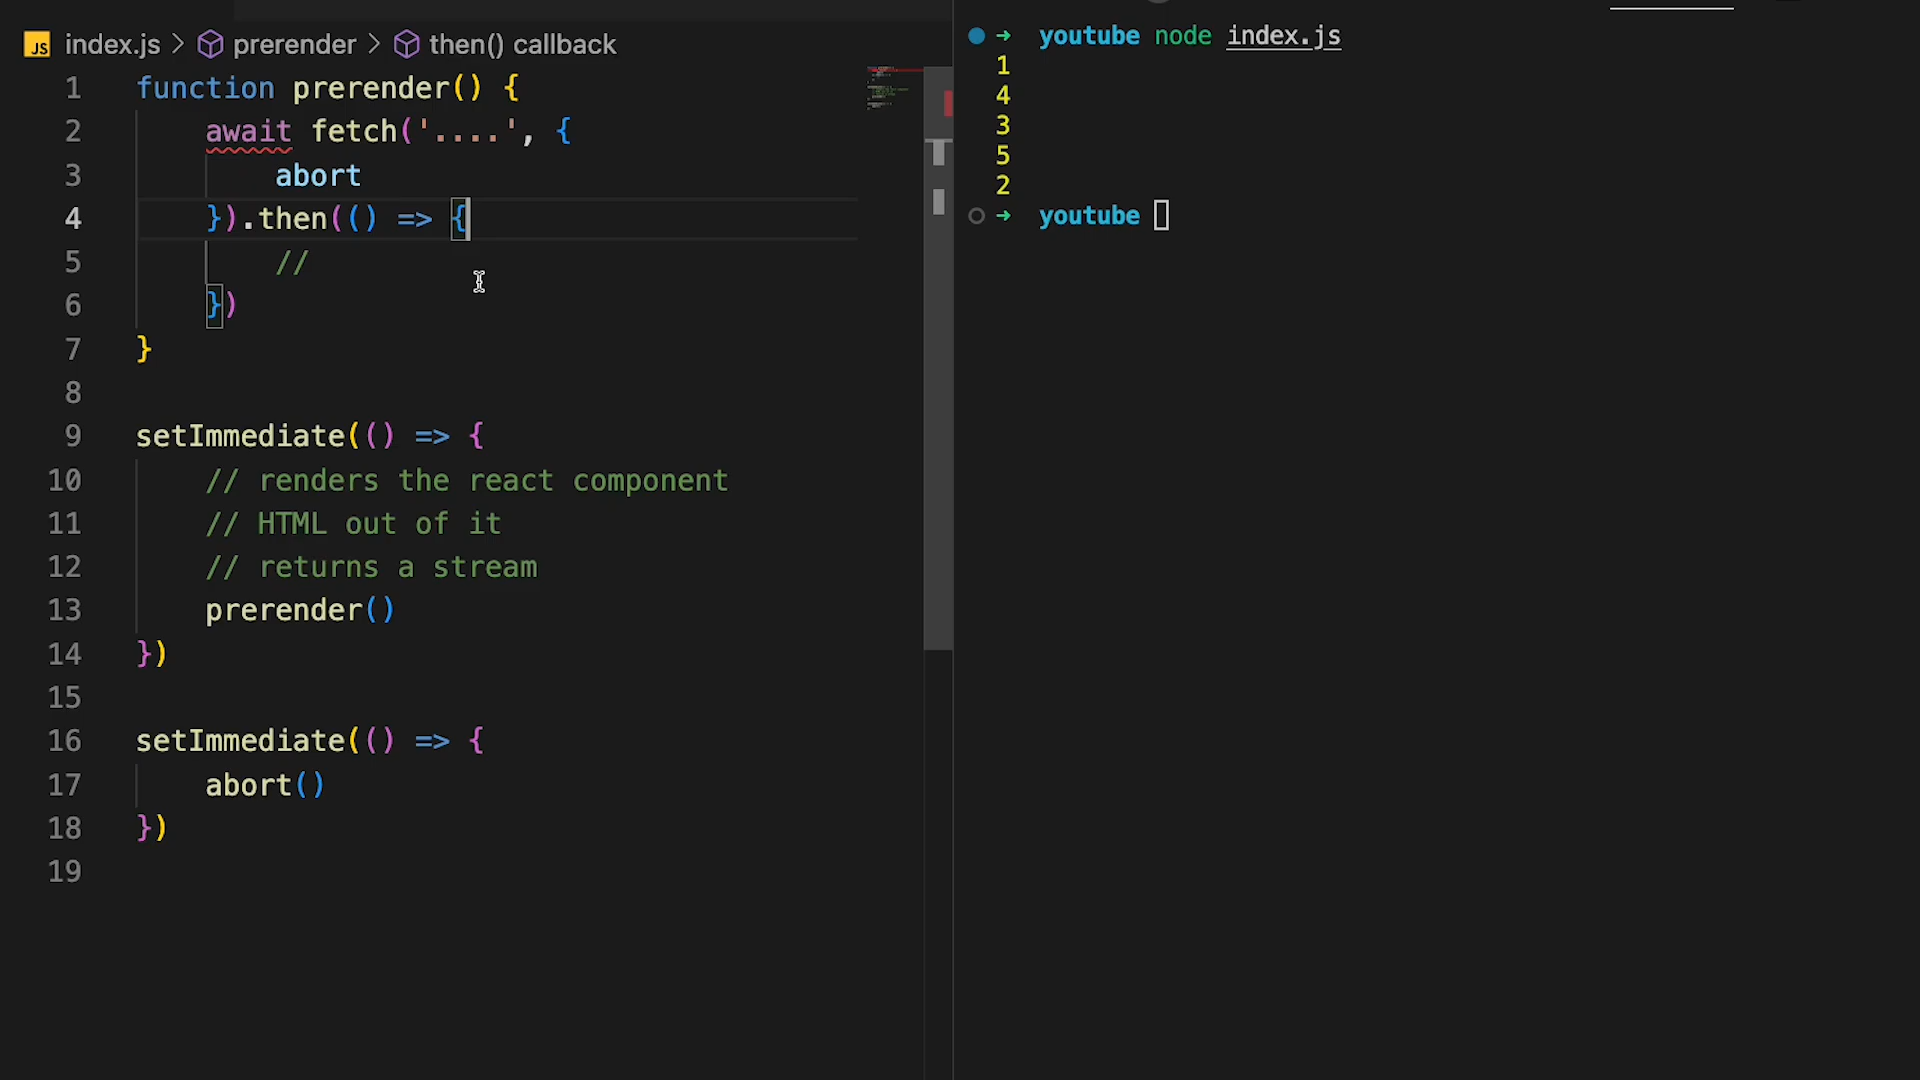 JS index.js > prerender > then() callback
1 function prerender() {
2 await fetch('....', {
3 abort
4 }).then(() => {
5 //
6 })
7 }
8
9 setImmediate(() => {
10 // renders the react component
11 // HTML out of it
12 // returns a stream
13 prerender()
14 })
15
16 setImmediate(() => {
17 abort()
18 })
19
➜ youtube node index.js
1
4
3
5
2
➜ youtube